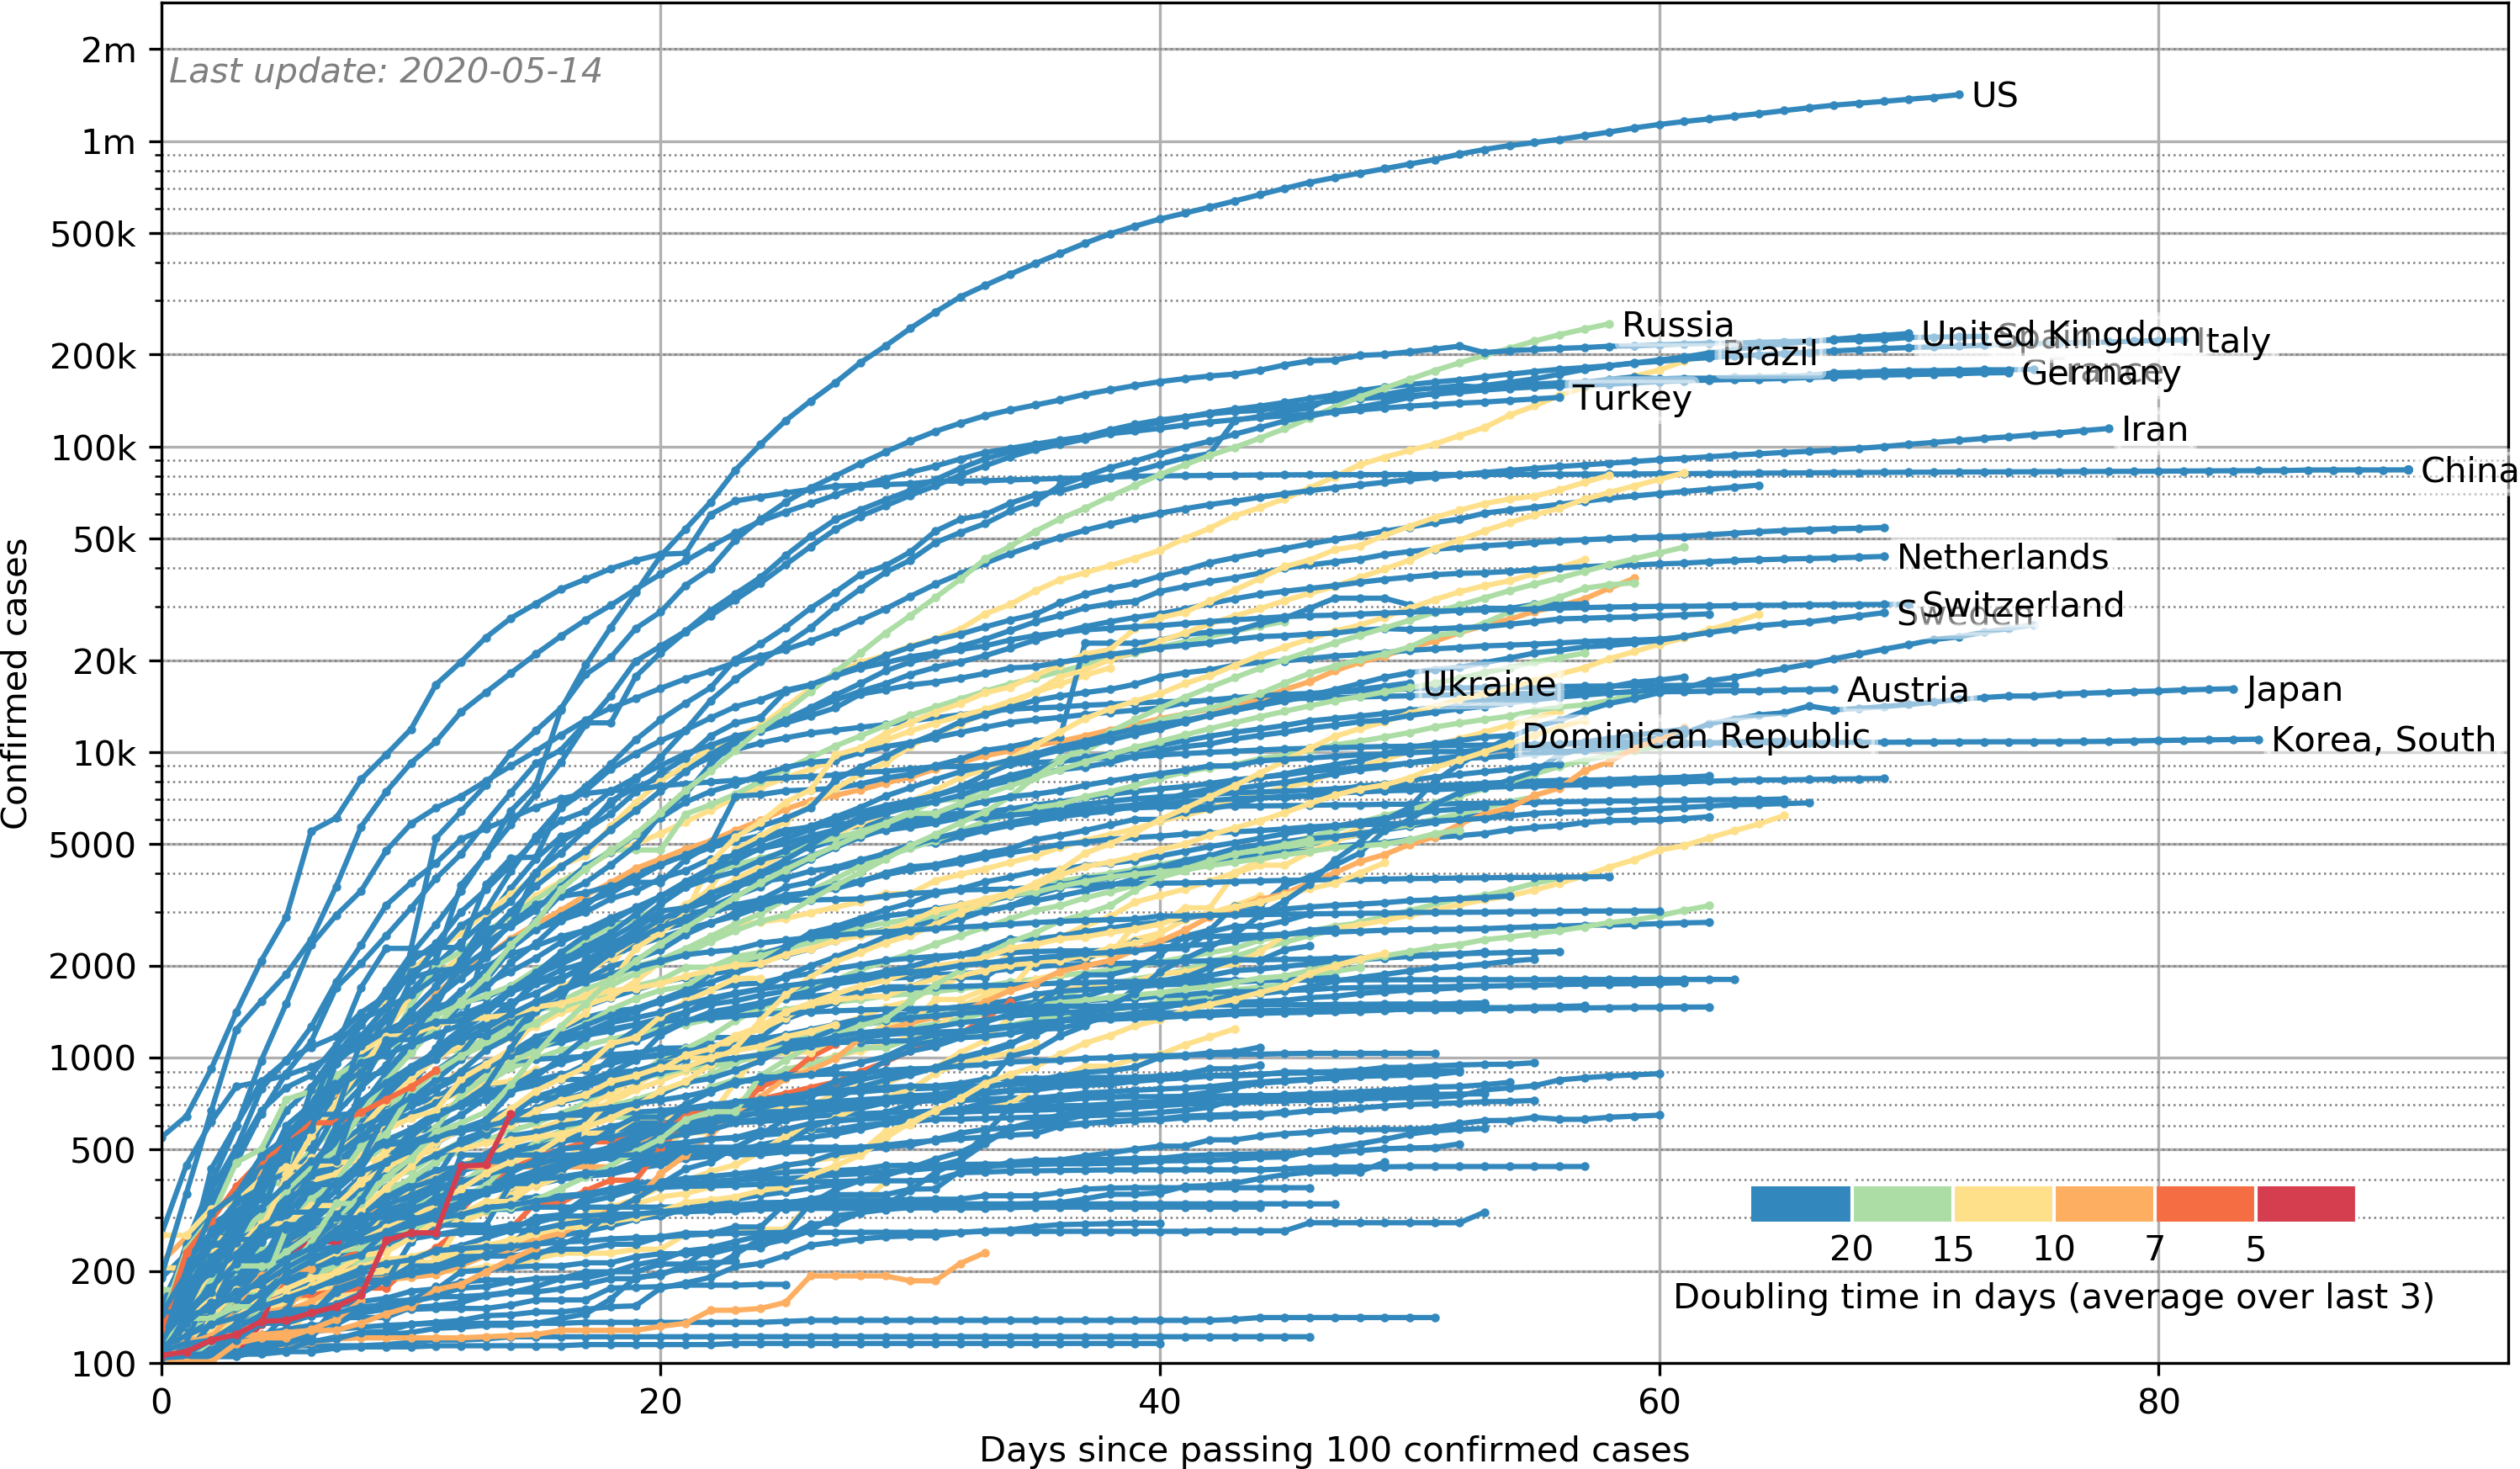 2m
Last update: 2020-05-14
US
1m
500k
Russia
United Kingdom
Spain
Italy
200k
Brazil
Germany
France
Turkey
100k
Iran
China
50k
Netherlands
Switzerland
Sweden
20k
Ukraine
Austria
Japan
10k
Dominican Republic
Korea, South
5000
2000
1000
500
200
100
Confirmed cases
20 15 10 7 5
Doubling time in days (average over last 3)
0 20 40 60 80
Days since passing 100 confirmed cases